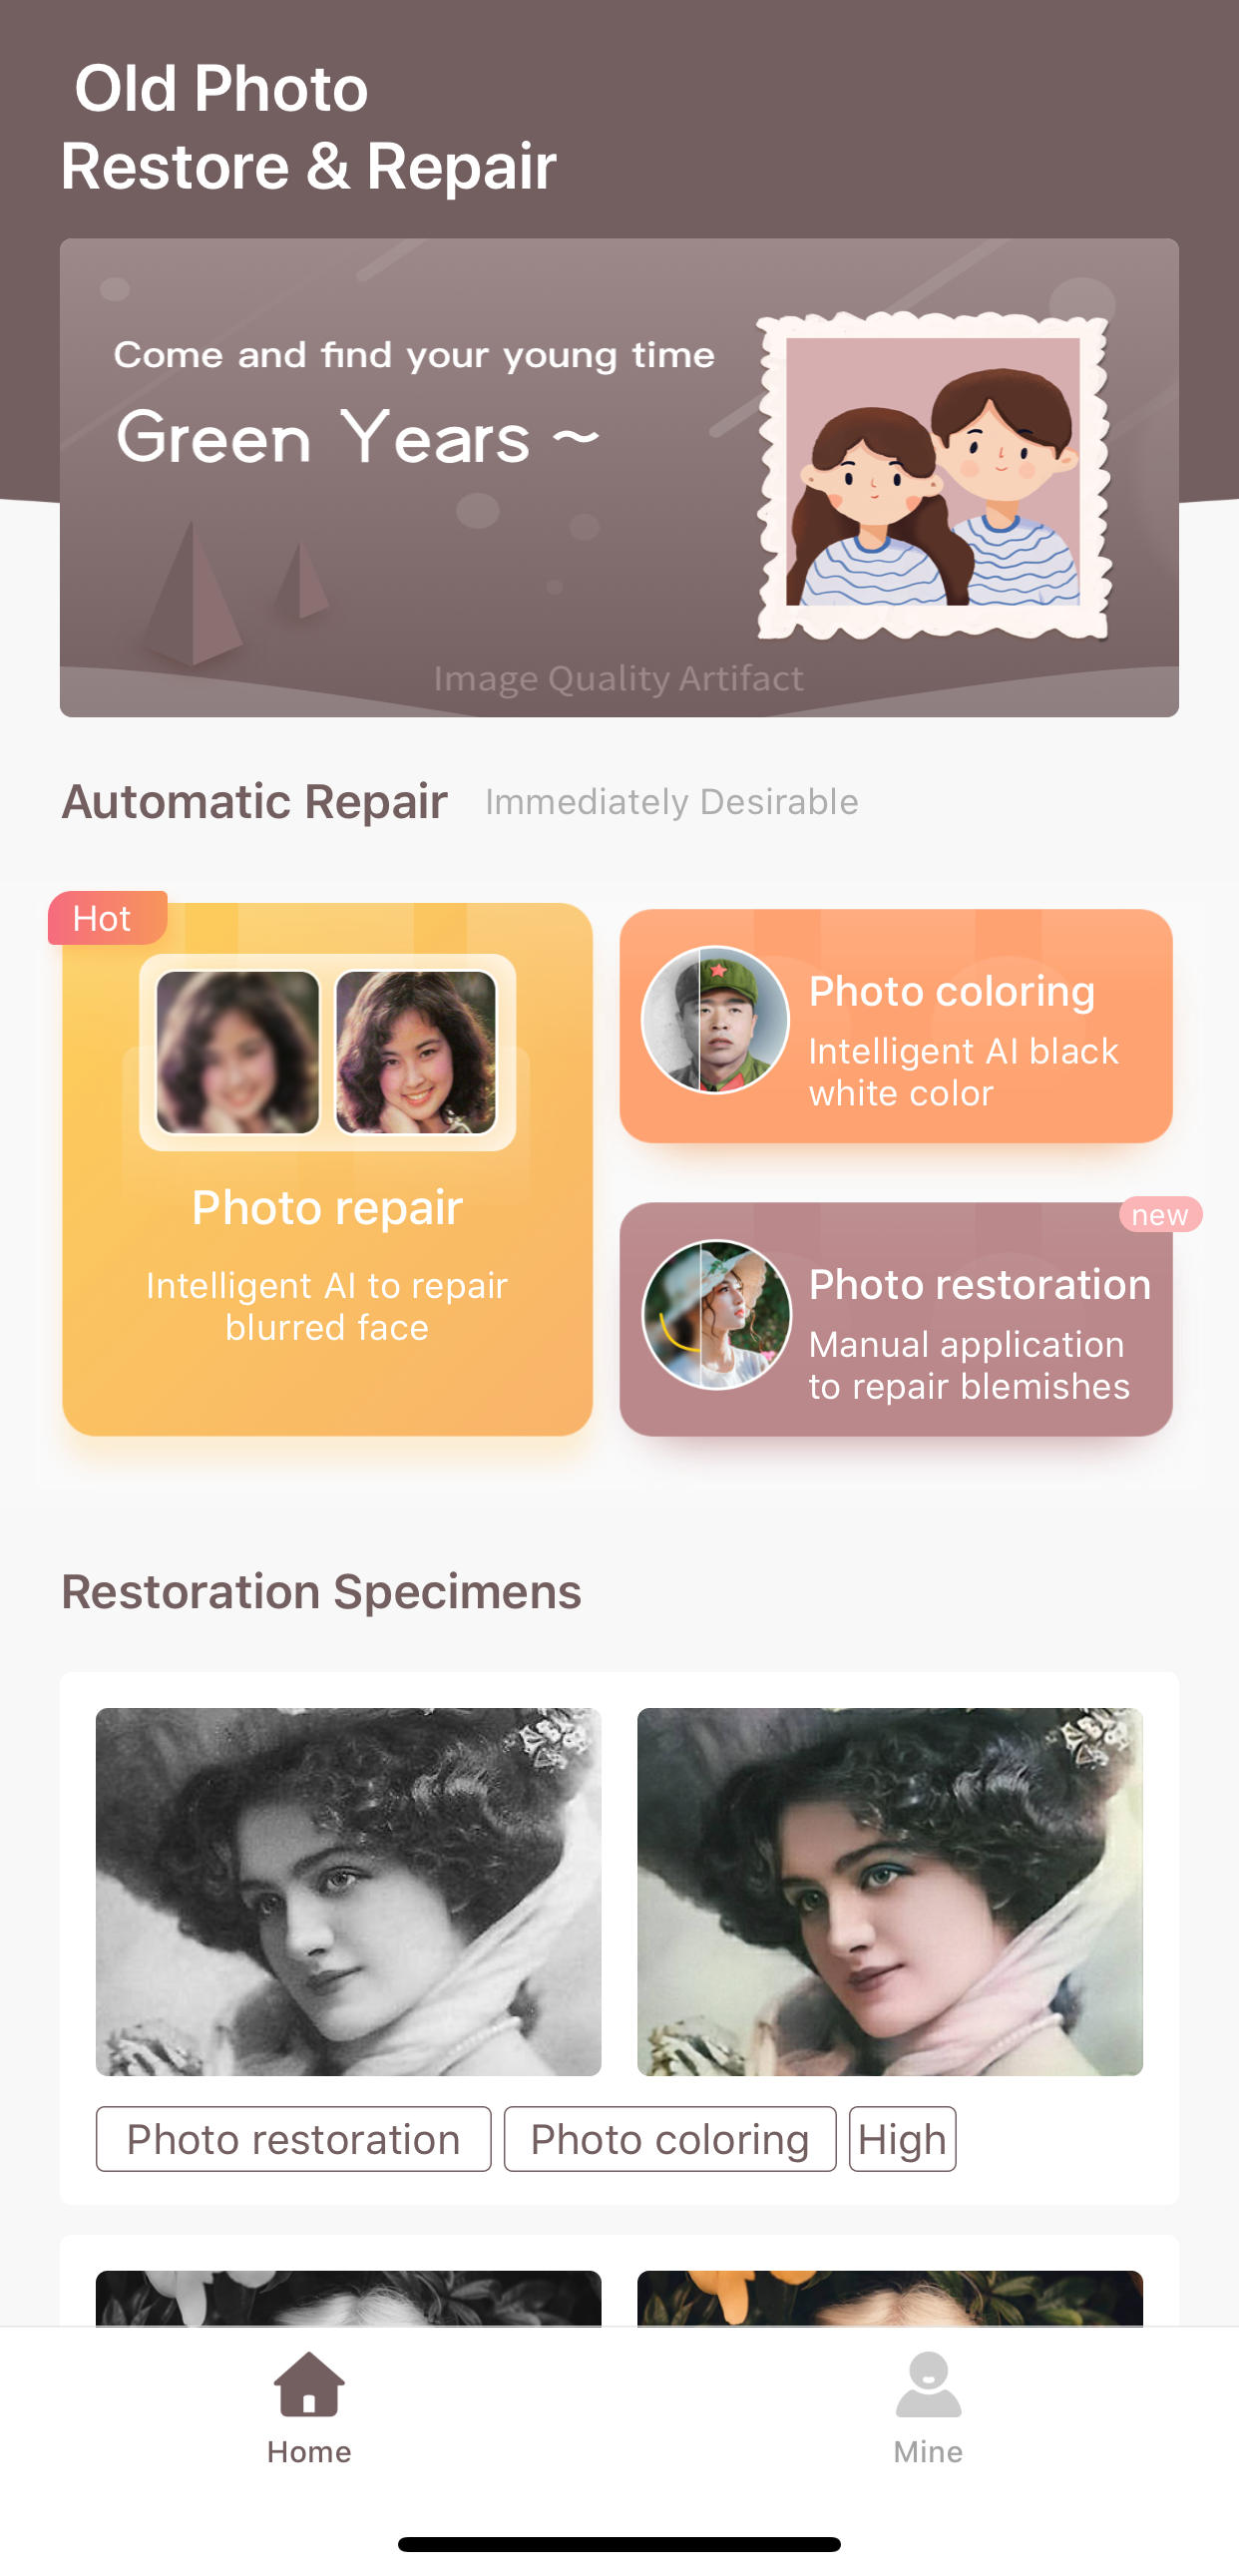 Old Photo
Restore & Repair
Come and find your young time
Green Years ~
Image Quality Artifact
Automatic Repair Immediately Desirable
Hot
Photo repair
Intelligent AI to repair
blurred face
Photo coloring
Intelligent AI black
white color
new
Photo restoration
Manual application
to repair blemishes
Restoration Specimens
Photo restoration Photo coloring High
Home Mine